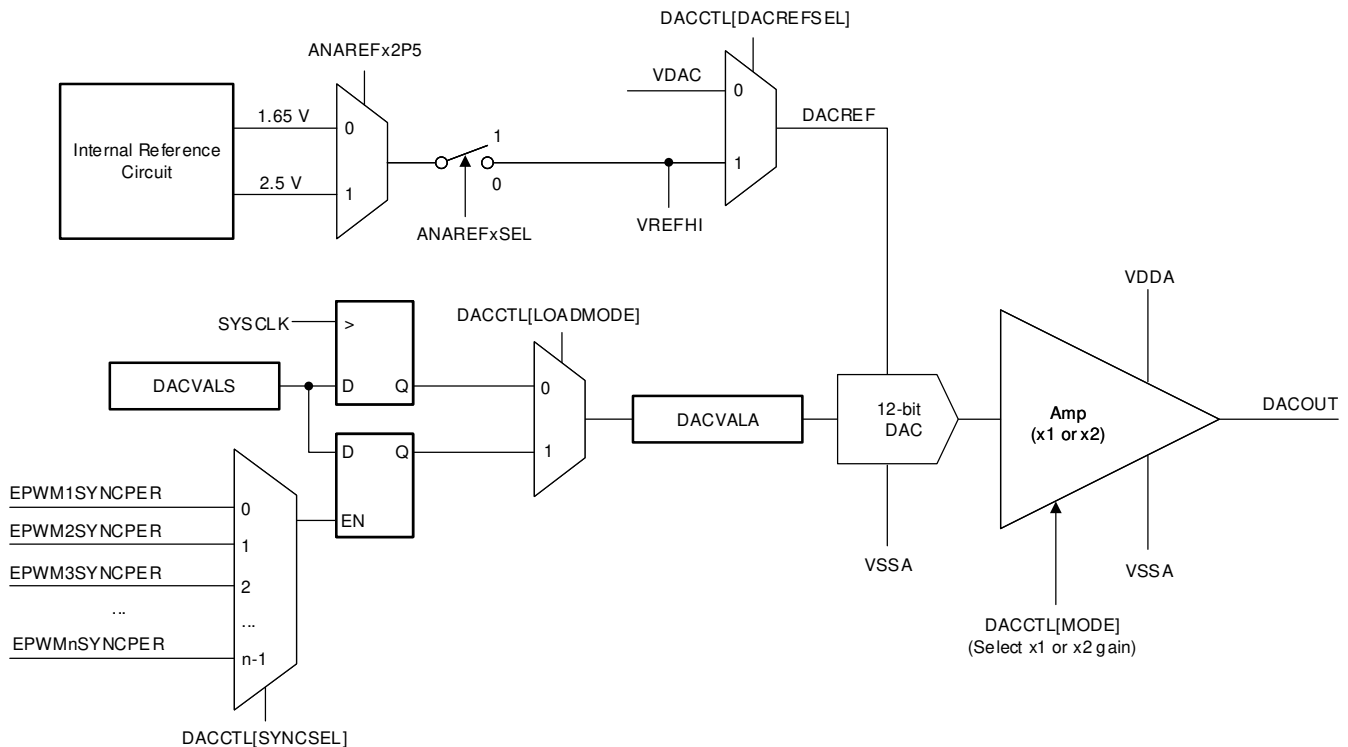 DACCTL[DACREFSEL]
ANAREFx2P5
VDAC
0
DACREF
1.65 V
0
Internal Reference
Circuit
1
1
2.5 V
1
0
ANAREFxSEL
VREFHI
VDDA
SYSCLK
>
DACCTL[LOADMODE]
DACVALS
D
Q
0
DACVALA
12-bit
DAC
Amp
(x1 or x2)
DACOUT
D
Q
1
EPWM1SYNCPER
0
EN
EPWM2SYNCPER
1
EPWM3SYNCPER
2
...
...
EPWMnSYNCPER
n-1
VSSA
VSSA
DACCTL[MODE]
(Select x1 or x2 gain)
DACCTL[SYNCSEL]